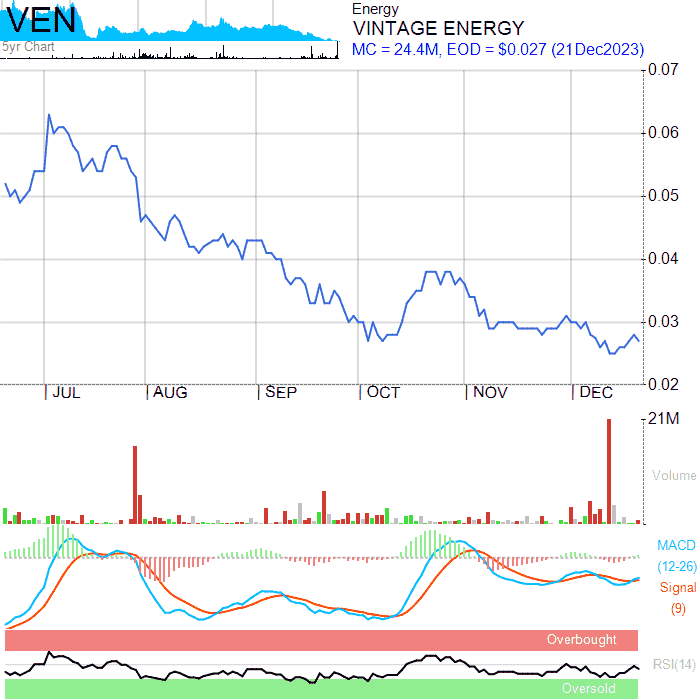 VEN
5yr Chart
Energy
VINTAGE ENERGY
MC = 24.4M, EOD = $0.027 (21Dec2023)
0.07
0.06
0.05
0.04
0.03
0.02
JUL AUG SEP OCT NOV DEC
21M
Volume
MACD
(12-26)
Signal
(9)
Overbought
RSI(14)
Oversold